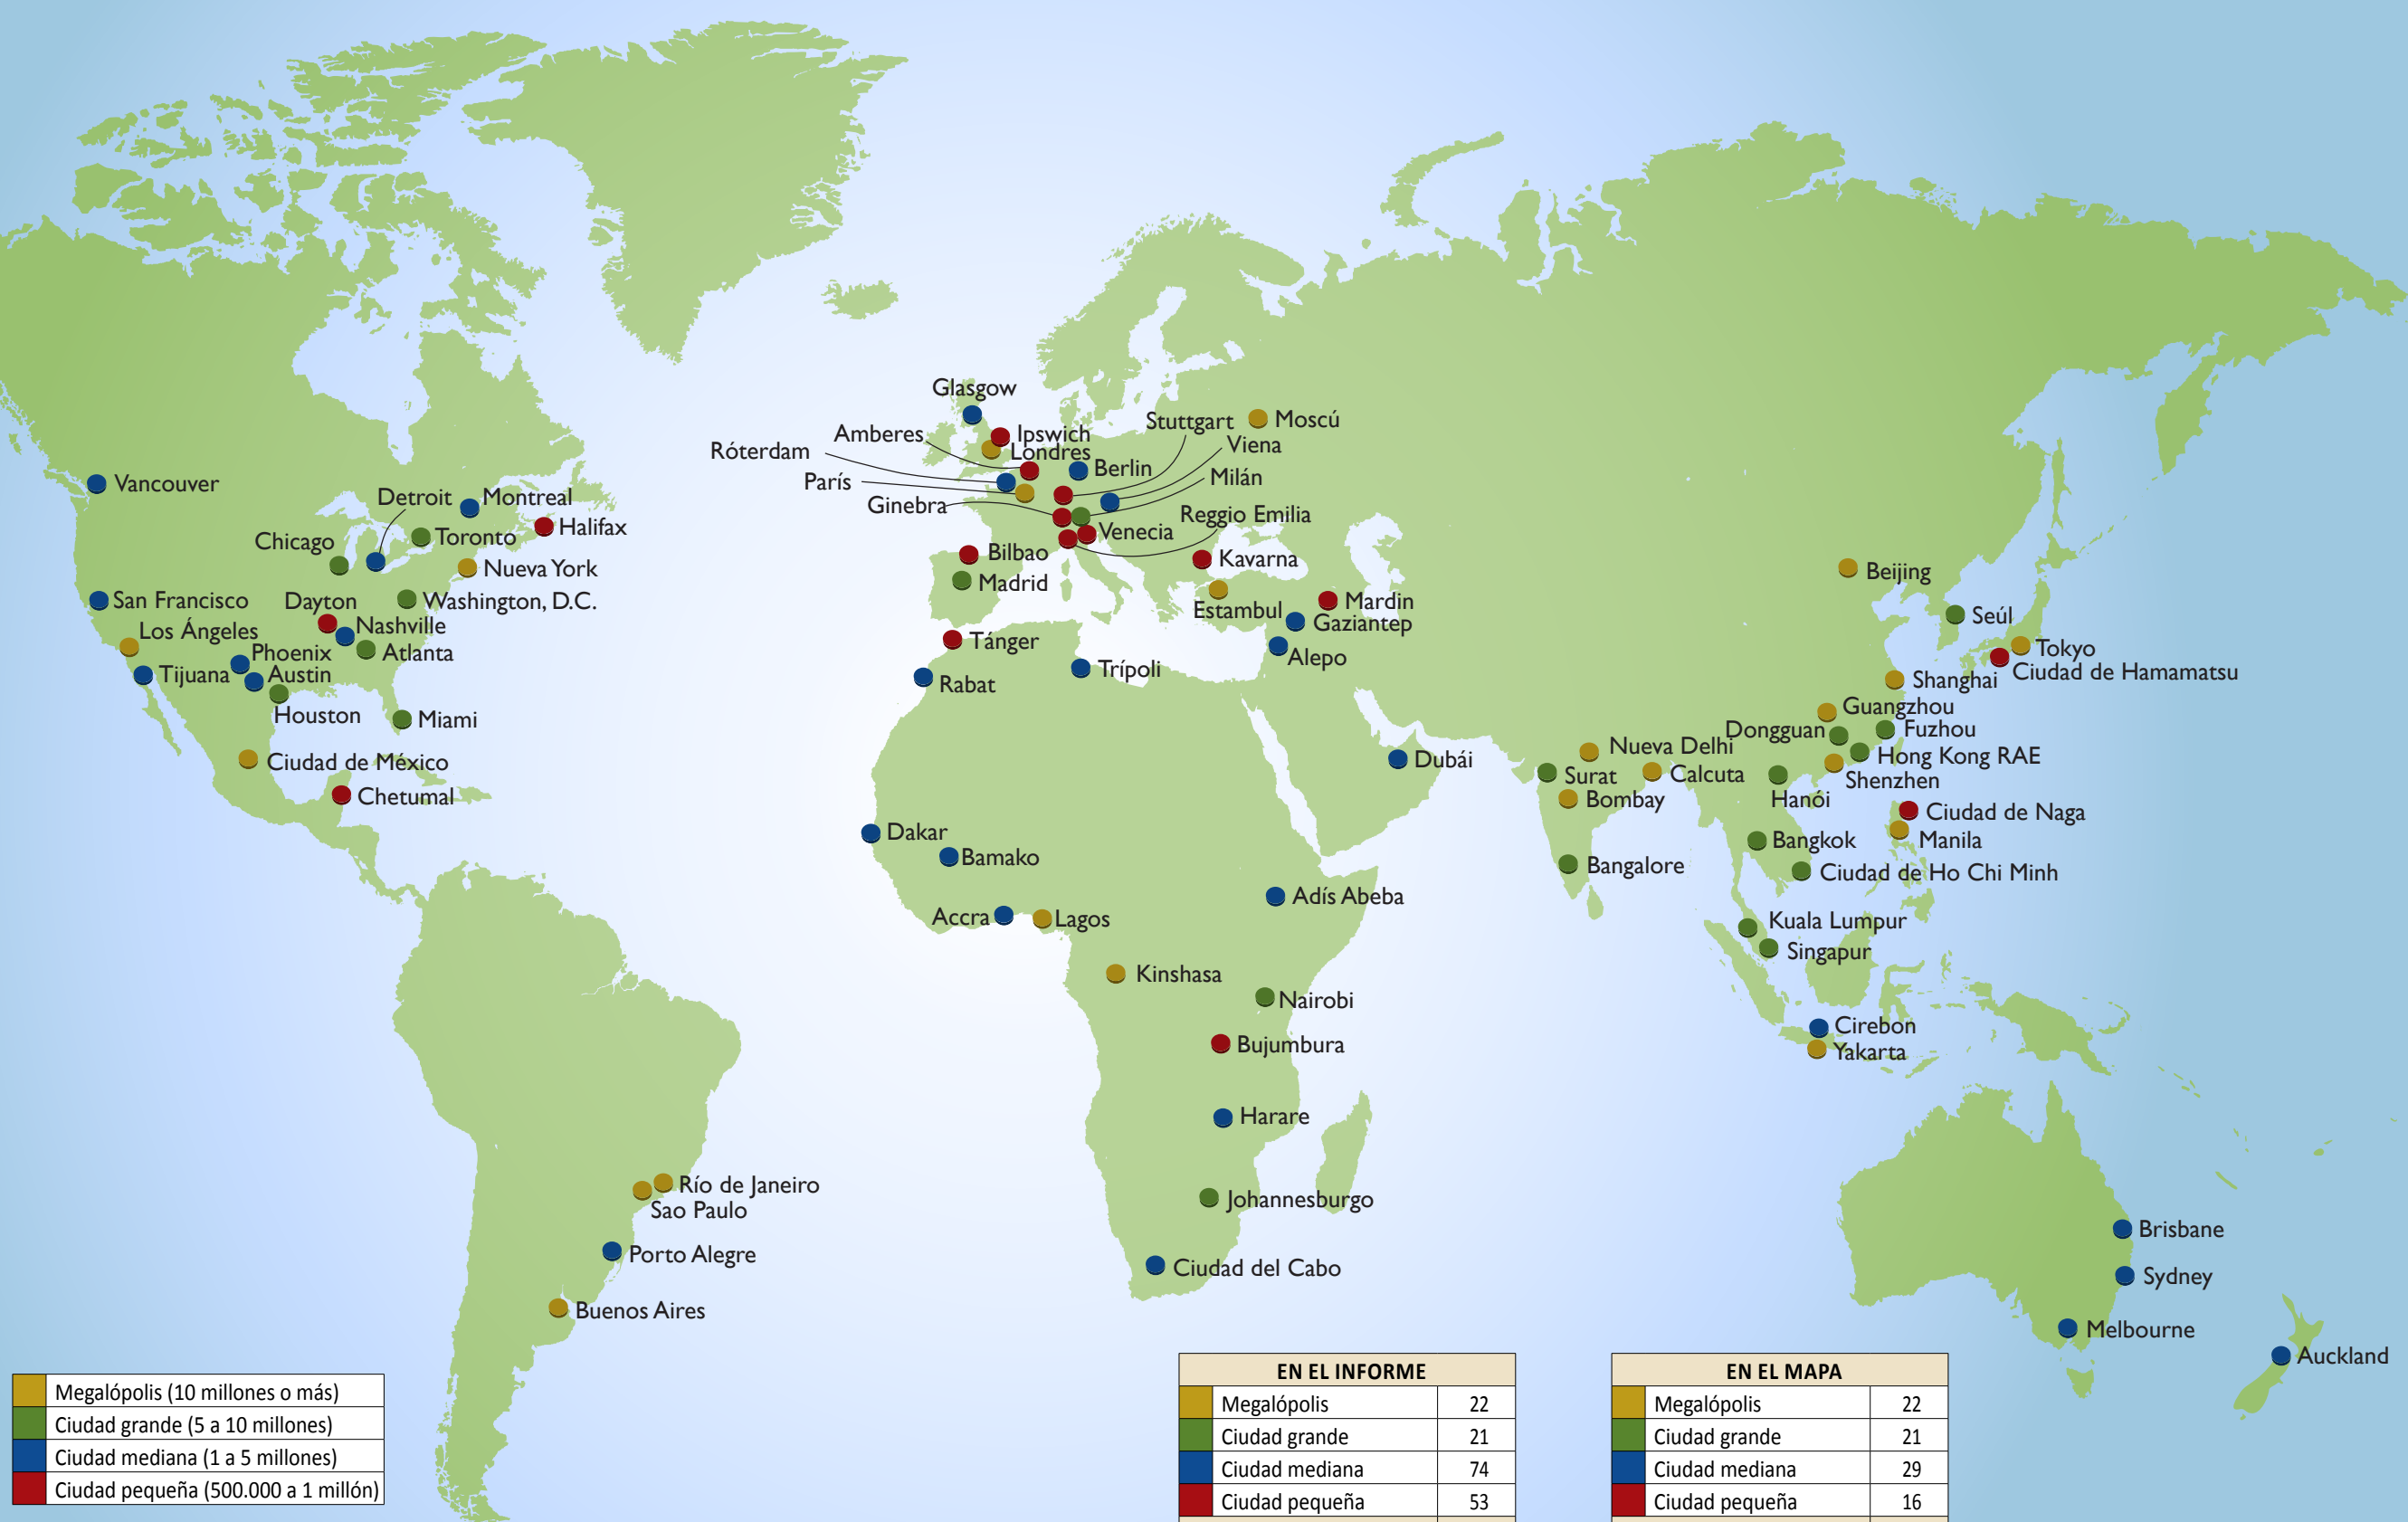 Glasgow
Stuttgart
Moscú
Amberes
Ipswich
Londres
Viena
Róterdam
Berlin
Milán
París
Ginebra
Reggio Emilia
Venecia
Vancouver
Detroit
Montreal
Halifax
Chicago
Toronto
Nueva York
Bilbao
Madrid
Kavarna
Beijing
San Francisco
Dayton
Washington, D.C.
Estambul
Mardin
Gaziantep
Seúl
Los Ángeles
Nashville
Atlanta
Tánger
Alepo
Tokyo
Phoenix
Tijuana
Austin
Trípoli
Rabat
Ciudad de Hamamatsu
Shanghai
Houston
Miami
Guangzhou
Dongguan
Fuzhou
Ciudad de México
Dubái
Nueva Delhi
Hong Kong RAE
Surat
Calcuta
Shenzhen
Chetumal
Bombay
Hanói
Ciudad de Naga
Dakar
Bamako
Bangkok
Manila
Bangalore
Ciudad de Ho Chi Minh
Adís Abeba
Accra
Lagos
Kuala Lumpur
Singapur
Kinshasa
Nairobi
Cirebon
Bujumbura
Yakarta
Harare
Río de Janeiro
Sao Paulo
Johannesburgo
Brisbane
Porto Alegre
Ciudad del Cabo
Sydney
Buenos Aires
Melbourne
Auckland
Megalópolis (10 millones o más)
Ciudad grande (5 a 10 millones)
Ciudad mediana (1 a 5 millones)
Ciudad pequeña (500.000 a 1 millón)
EN EL INFORME
Megalópolis 22
Ciudad grande 21
Ciudad mediana 74
Ciudad pequeña 53
EN EL MAPA
Megalópolis 22
Ciudad grande 21
Ciudad mediana 29
Ciudad pequeña 16